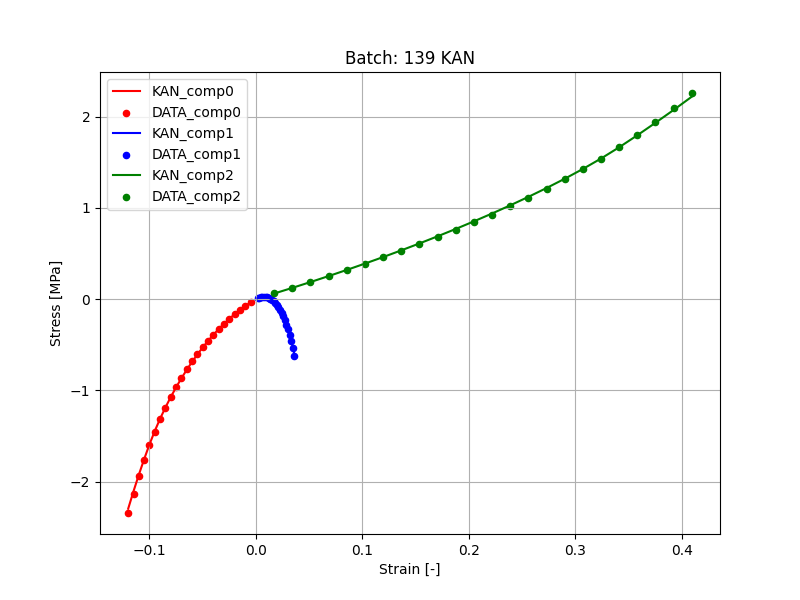 Batch: 139 KAN
KAN_comp0
DATA_comp0
KAN_comp1
DATA_comp1
KAN_comp2
DATA_comp2
2
1
0
−1
−2
Stress [MPa]
−0.1
0.0
0.1
0.2
0.3
0.4
Strain [-]